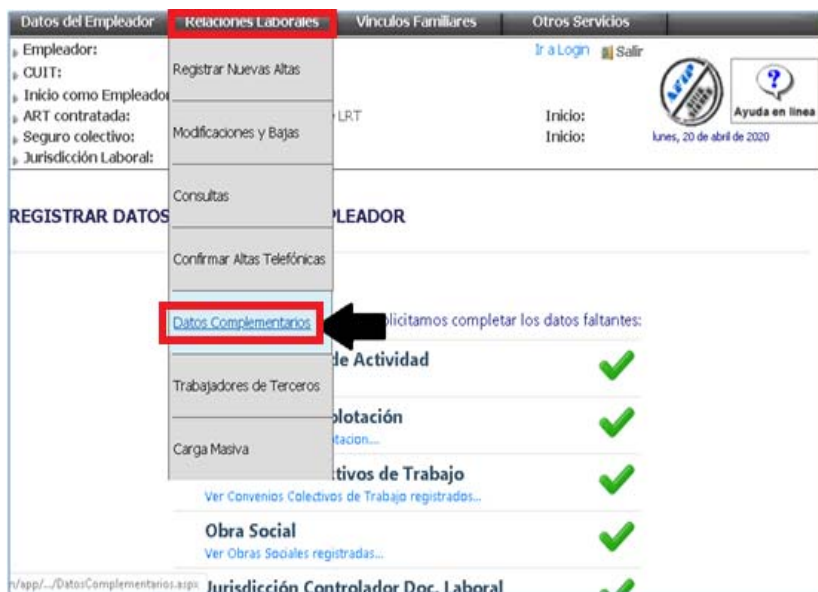 Datos del Empleador Relaciones Laborales Vinculos Familiares Otros Servicios
Empleador:
CUIT:
Inicio como Empleador
ART contratada:
Seguro colectivo:
Jurisdicción Laboral:
LRT
Inicio:
Inicio:
Ir a Login Salir
AFIP
Ayuda en linea
lunes, 20 de abril de 2020
Registrar Nuevas Altas
Modificaciones y Bajas
Consultas
Confirmar Altas Telefónicas
Datos Complementarios
Trabajadores de Terceros
Carga Masiva
REGISTRAR DATOS PLEADOR
olicitamos completar los datos faltantes:
de Actividad
plotación
tacion....
tivos de Trabajo
Ver Convenios Colectivos de Trabajo registrados...
Obra Social
Ver Obras Sociales registradas...
Jurisdicción Controlador Doc. Laboral
n/app/.../DatosComplementarios.aspx